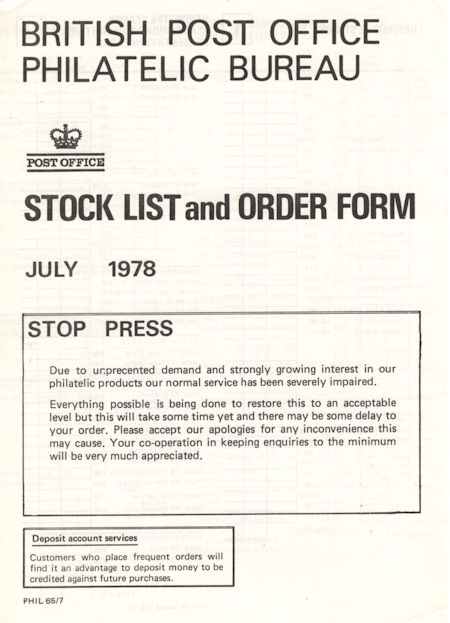 BRITISH POST OFFICE
PHILATELIC BUREAU
POST OFFICE
STOCK LIST and ORDER FORM
JULY 1978
STOP PRESS
Due to unprecented demand and strongly growing interest in our
philatelic products our normal service has been severely impaired.
Everything possible is being done to restore this to an acceptable
level but this will take some time yet and there may be some delay to
your order. Please accept our apologies for any inconvenience this
may cause. Your co-operation in keeping enquiries to the minimum
will be very much appreciated.
Deposit account services
Customers who place frequent orders will
find it an advantage to deposit money to be
credited against future purchases.
PHIL 65/7